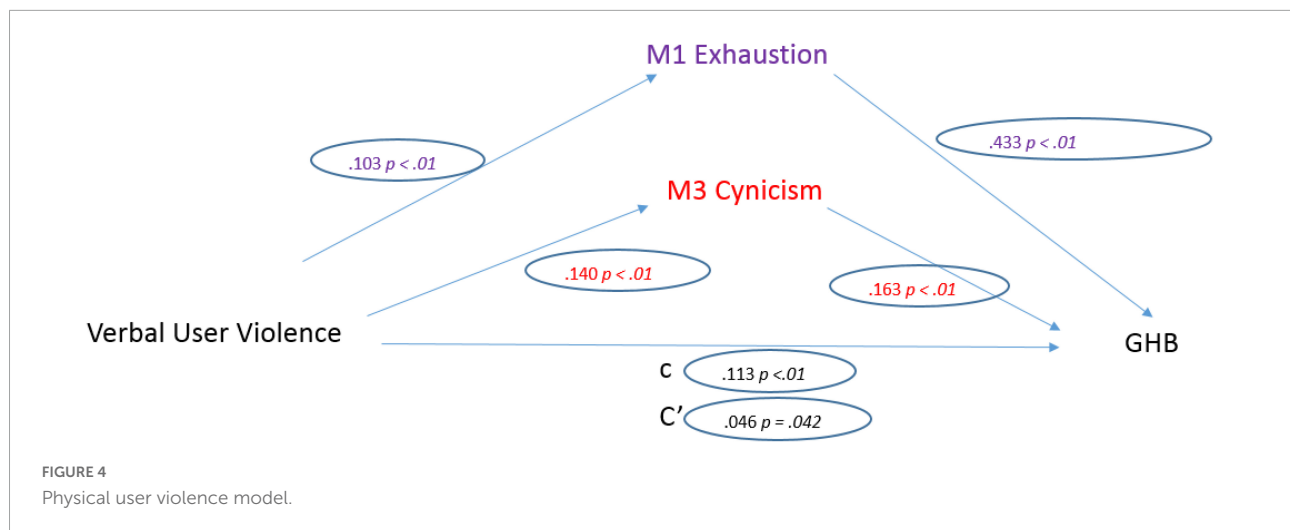 M1 Exhaustion
.103 p < .01
.433 p < .01
M3 Cynicism
.140 p < .01
.163 p < .01
Verbal User Violence
GHB
c
.113 p <.01
C’
.046 p = .042
FIGURE 4
Physical user violence model.